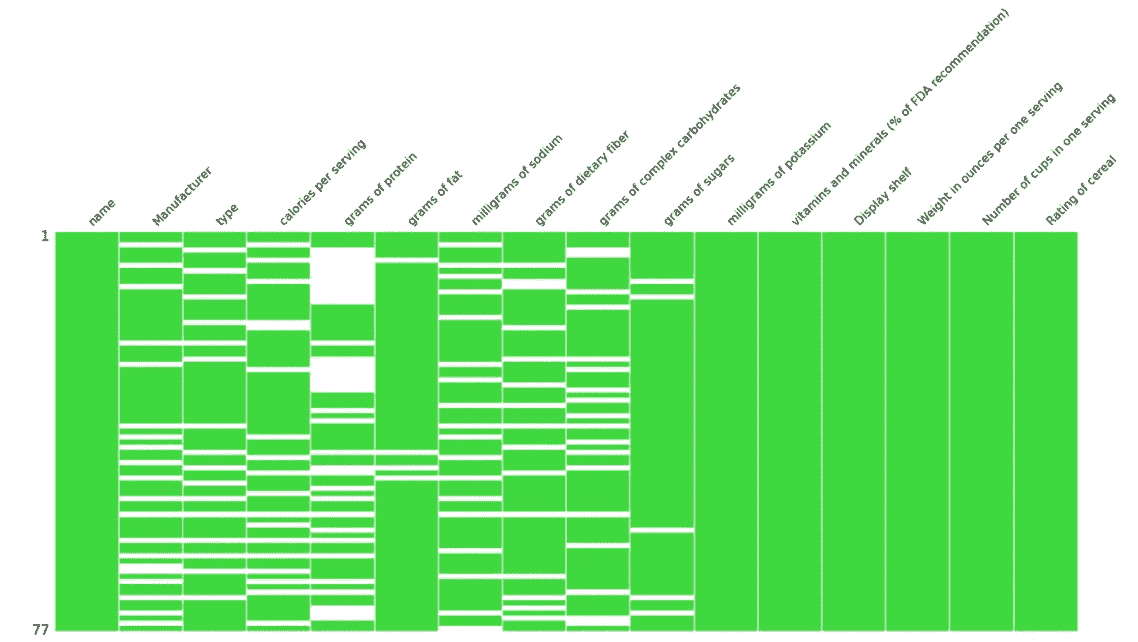 name
Manufacturer
type
calories per serving
grams of protein
grams of fat
milligrams of sodium
grams of dietary fiber
grams of complex carbohydrates
grams of sugars
milligrams of potassium
vitamins and minerals (% of FDA recommendation)
Display shelf
Weight in ounces per one serving
Number of cups in one serving
Rating of cereal
1
77